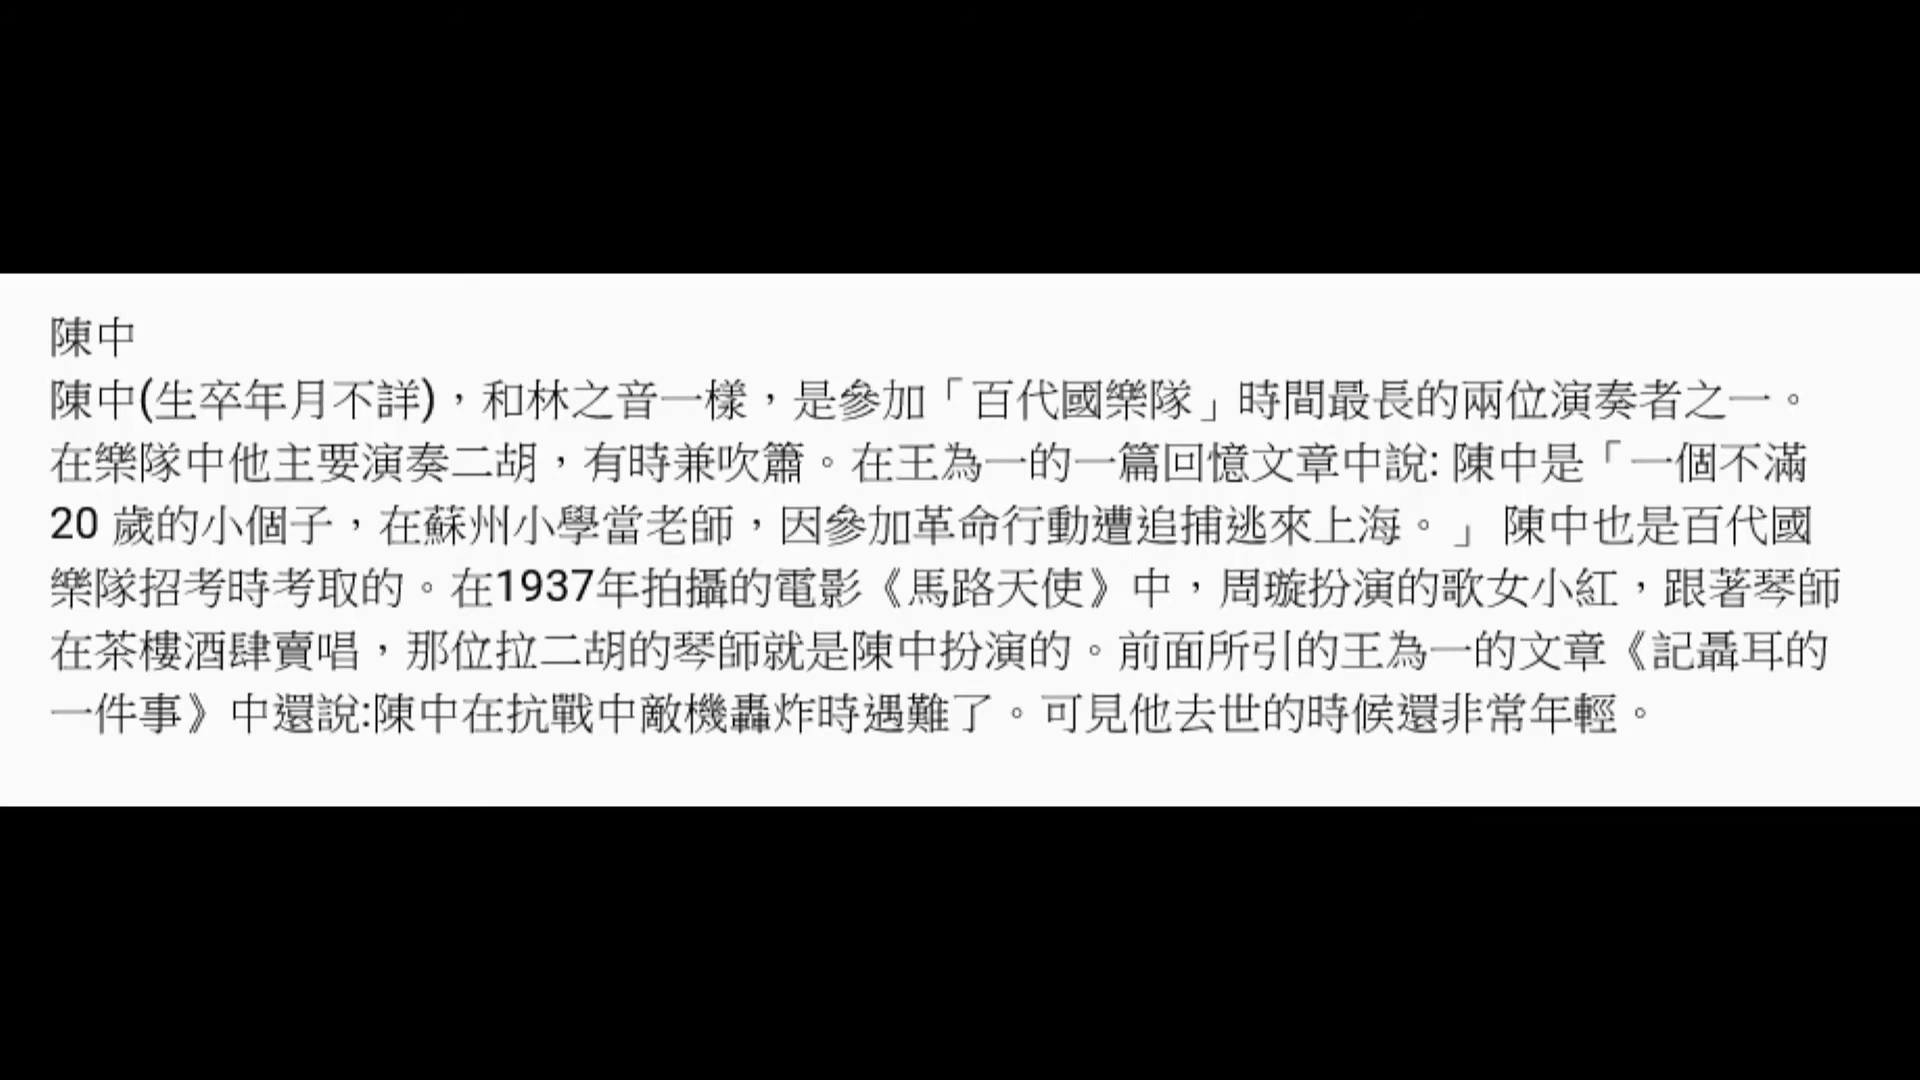 陳中
陳中(生卒年月不詳)，和林之音一樣，是參加「百代國樂隊」時間最長的兩位演奏者之一。
在樂隊中他主要演奏二胡，有時兼吹簫。在王為一的一篇回憶文章中說: 陳中是「一個不滿
20 歲的小個子，在蘇州小學當老師，因參加革命行動遭追捕逃來上海。」 陳中也是百代國
樂隊招考時考取的。在1937年拍攝的電影《馬路天使》中，周璇扮演的歌女小紅，跟著琴師
在茶樓酒肆賣唱，那位拉二胡的琴師就是陳中扮演的。前面所引的王為一的文章《記聶耳的
一件事》中還說:陳中在抗戰中敵機轟炸時遇難了。可見他去世的時候還非常年輕。